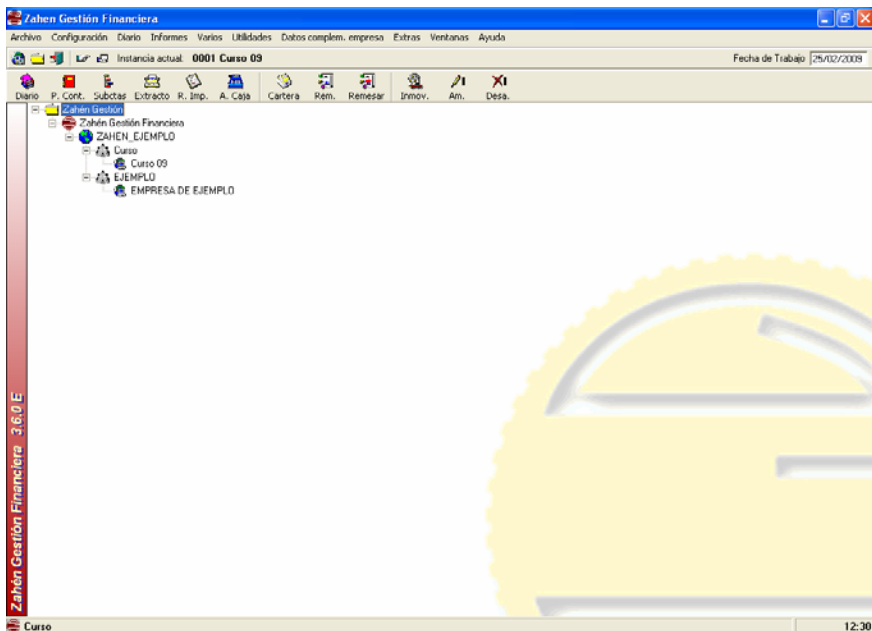 Zahen Gestión Financiera
Archivo Configuración Diario Informes Varios Utilidades Datos complem. empresa Extras Ventanas Ayuda
Instancia actual 0001 Curso 09 Fecha de Trabajo 25/02/2009
Diario P. Cont. Subctas Extracto R. Imp. A. Caja Cartera Rem. Remesar Inmov. Am. Desa.
Zahén Gestión
Zahén Gestión Financiera
ZAHEN_EJEMPLO
Curso
Curso 09
EJEMPLO
EMPRESA DE EJEMPLO
Zahén Gestión Financiera 3.6.0 E
Curso 12:30